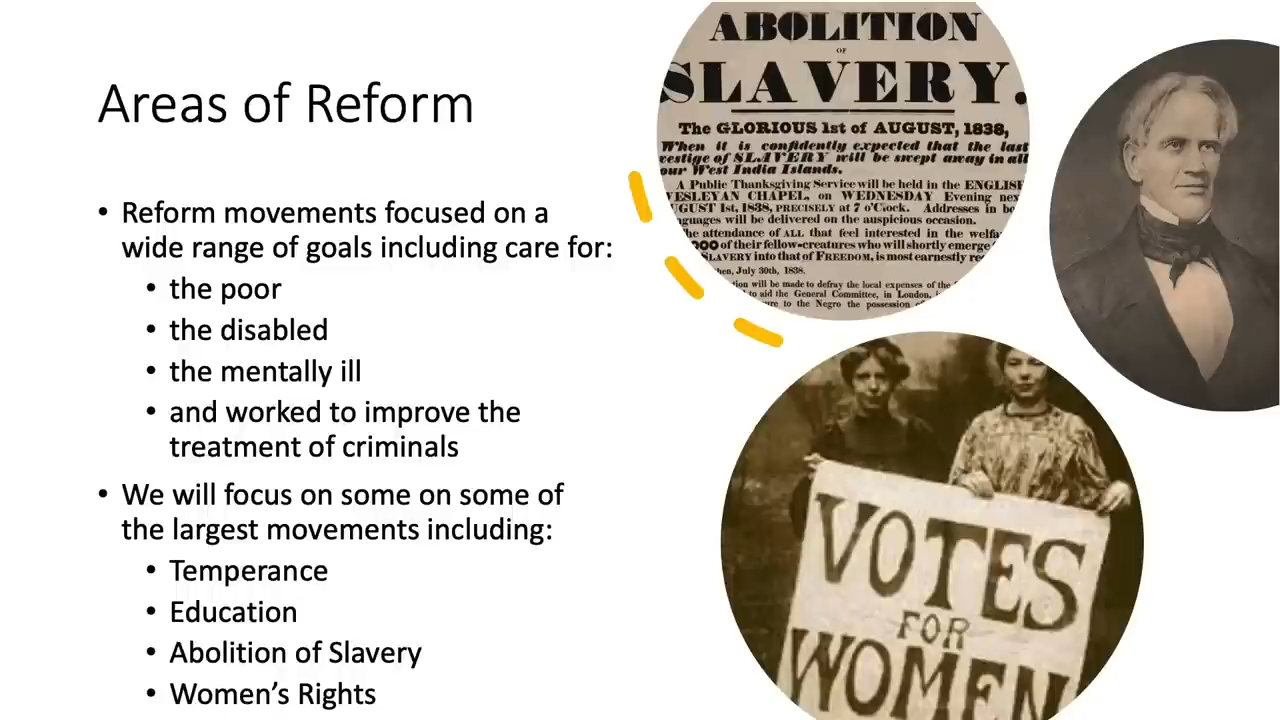 Areas of Reform
• Reform movements focused on a
wide range of goals including care for:
• the poor
• the disabled
• the mentally ill
• and worked to improve the
treatment of criminals
• We will focus on some on some of
the largest movements including:
• Temperance
• Education
• Abolition of Slavery
• Women’s Rights
ABOLITION
OF
SLAVERY.
The GLORIOUS 1st of AUGUST, 1838,
When it is confidently expected that the last
vestige of SLAVERY will be swept away in all
our West India Islands.
A Public Thanksgiving Service will be held in the ENGLISH
WESLEYAN CHAPEL, on WEDNESDAY Evening
1st, 1838, PRECISELY at 7 o'Clock. Addresses in
will be delivered on the auspicious occasion.
attendance of ALL that feel interested in the
of their fellow-creatures who will shortly emerge
SLAVERY into that of FREEDOM, is most earnestly
July 30th, 1838.
will be made to defray the local expenses of the
to aid the General Committee, in London,
to the Negro the possession
VOTES
FOR
WOMEN